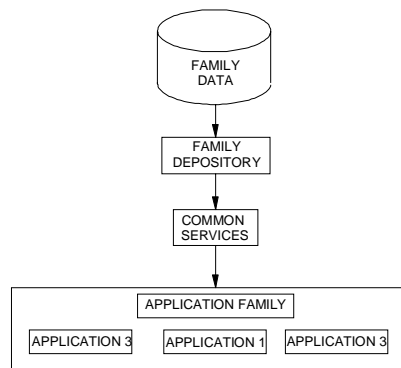 FAMILY
DATA
FAMILY
DEPOSITORY
COMMON
SERVICES
APPLICATION FAMILY
APPLICATION 3
APPLICATION 1
APPLICATION 3